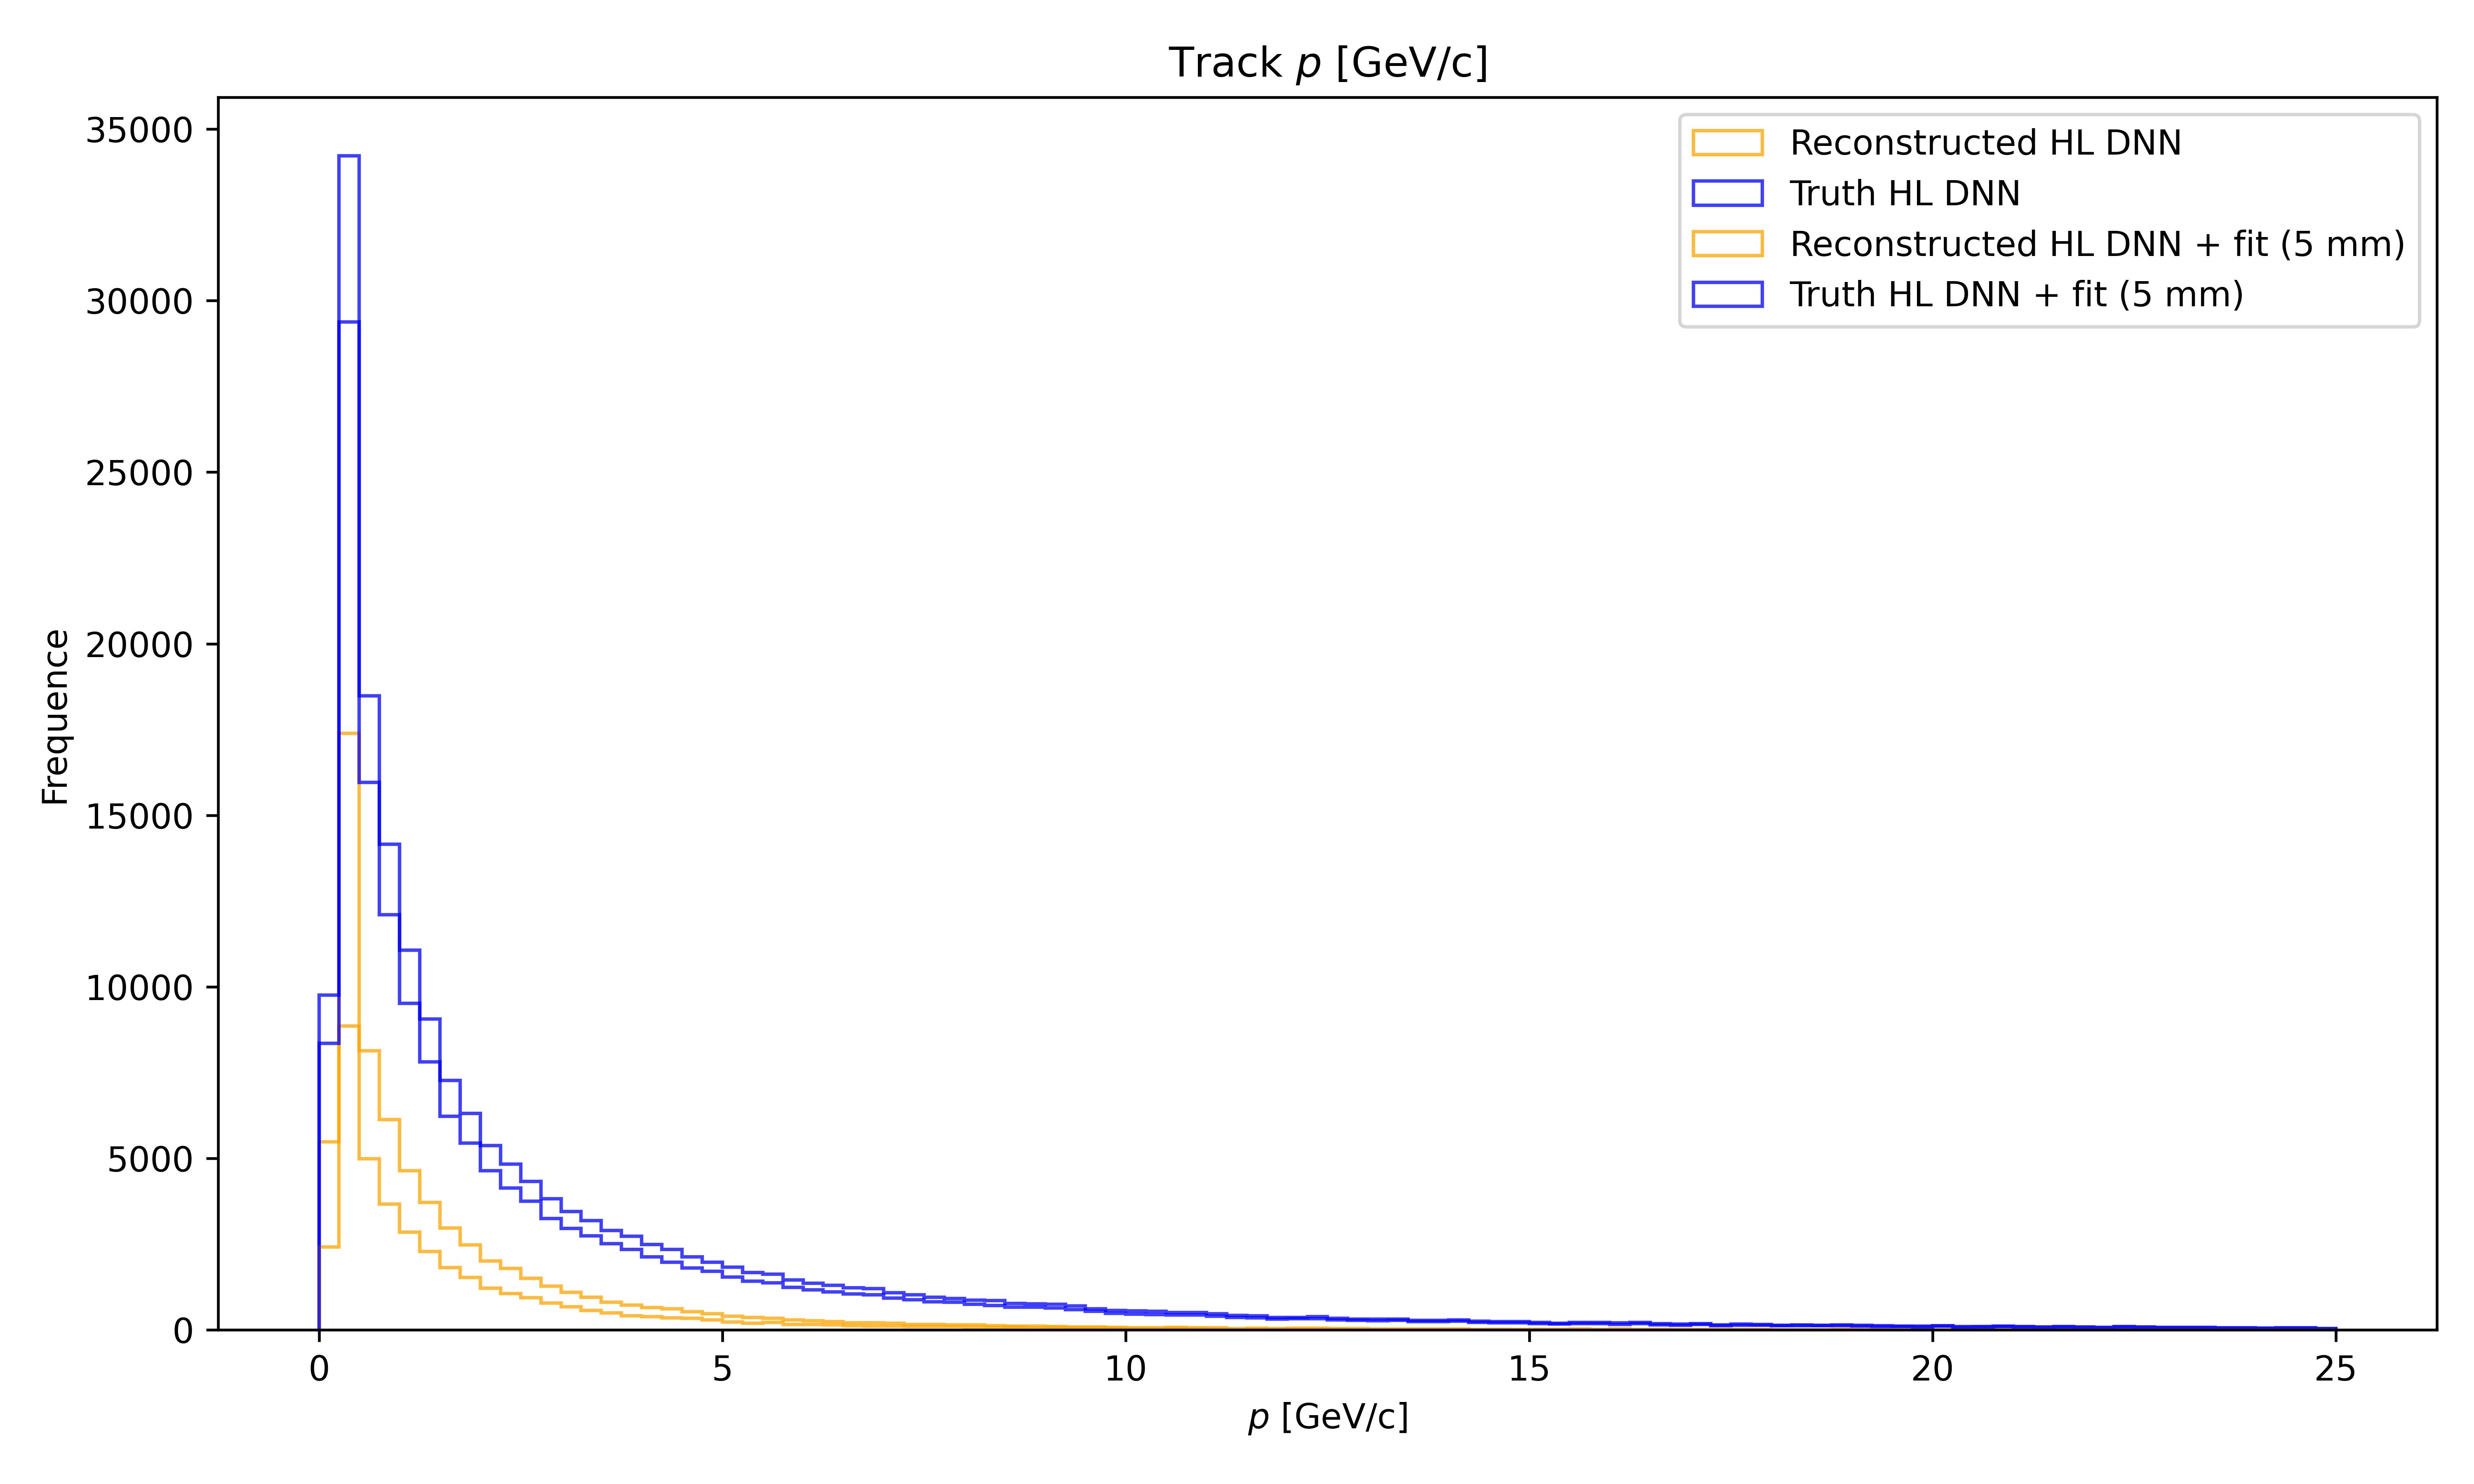 Track p [GeV/c]
Reconstructed HL DNN
Truth HL DNN
Reconstructed HL DNN + fit (5 mm)
Truth HL DNN + fit (5 mm)
Frequence
35000
30000
25000
20000
15000
10000
5000
0
0 5 10 15 20 25
p [GeV/c]